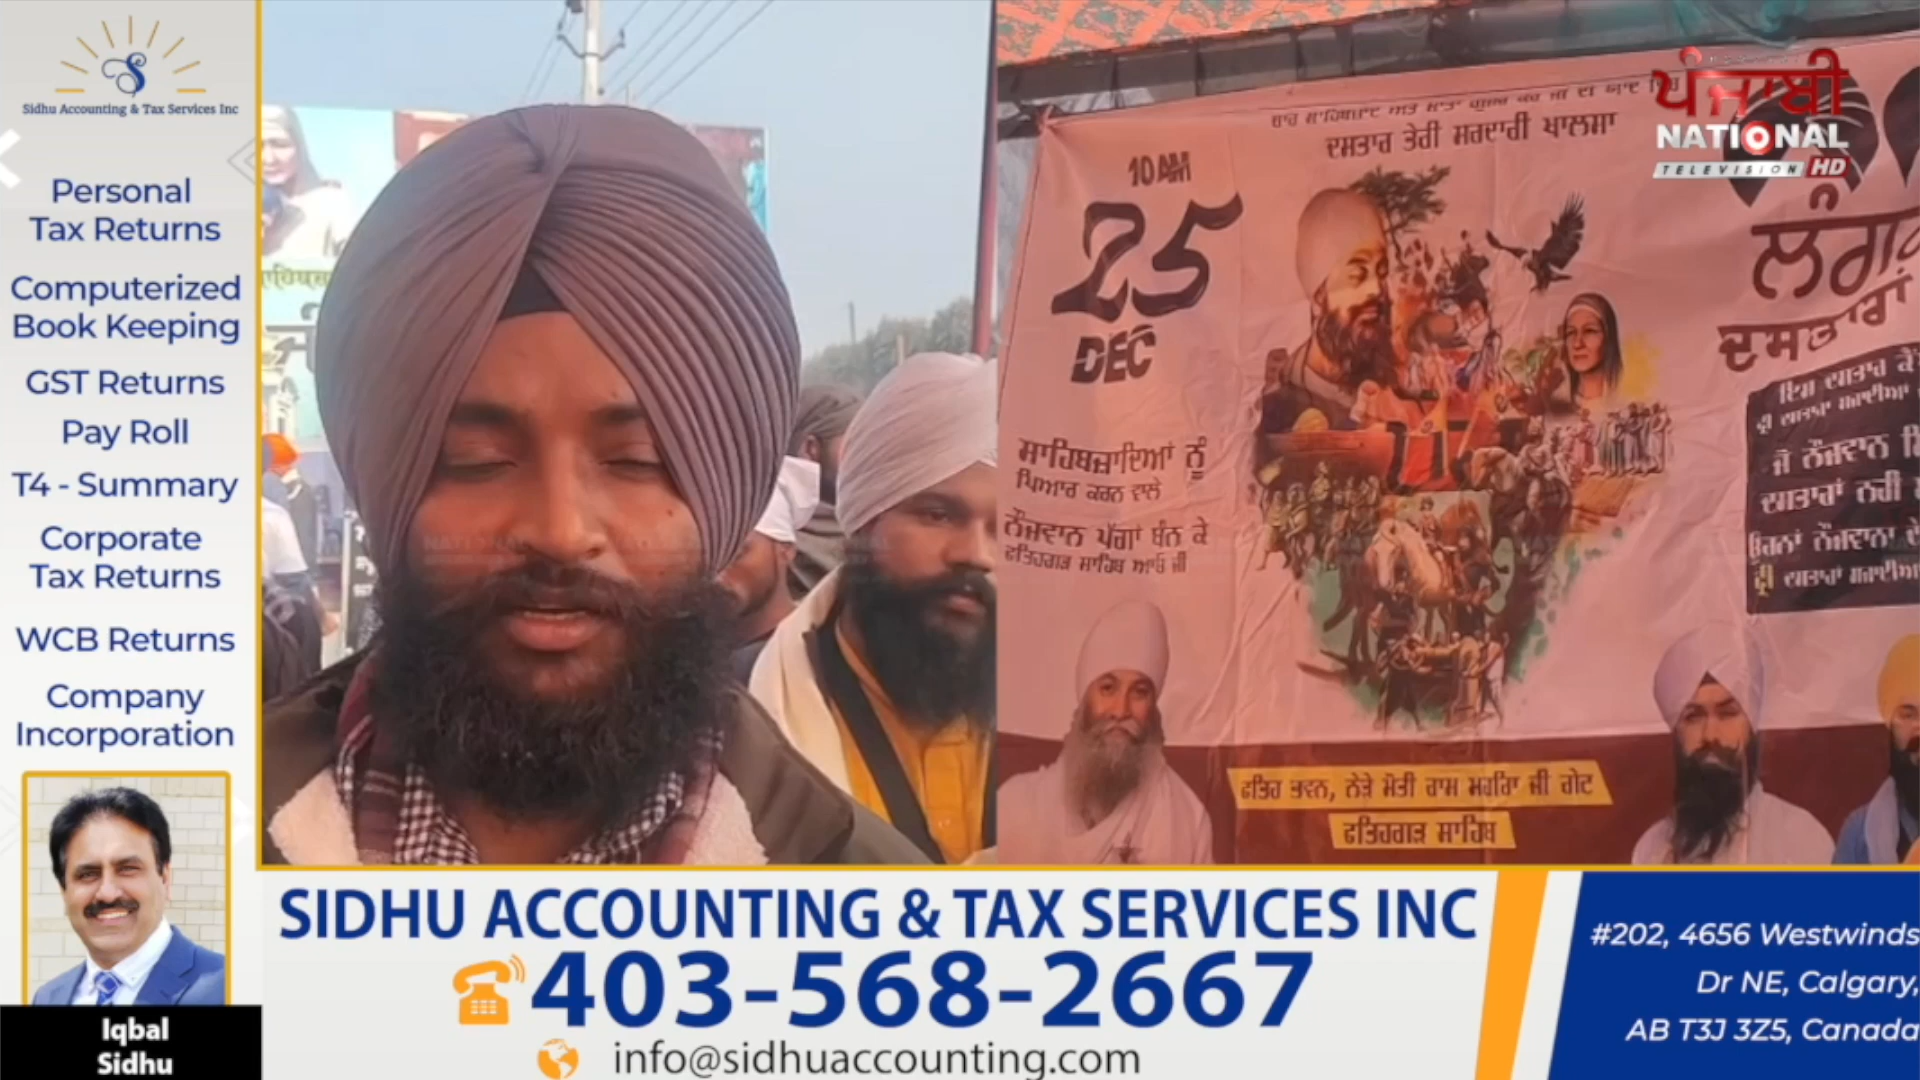 Sidhu Accounting & Tax Services Inc
Personal
Tax Returns
Computerized
Book Keeping
GST Returns
Pay Roll
T4 - Summary
Corporate
Tax Returns
WCB Returns
Company
Incorporation
Iqbal
Sidhu
ਦਸਤਾਰ ਤੇਰੀ ਸਰਦਾਰੀ ਖਾਲਸਾ
10 AM
25
DEC
ਸਾਹਿਬਜ਼ਾਦਿਆਂ ਨੂੰ
ਪਿਆਰ ਕਰਨ ਵਾਲੇ
ਨੌਜਵਾਨ ਪੱਗਾਂ ਬੰਨ ਕੇ
ਫਤਿਹਗੜ ਸਾਹਿਬ ਆਓ ਜੀ
ਦਸਤਾਰਾਂ
ਜੋ ਨੌਜਵਾਨ
ਦਸਤਾਰਾਂ ਨਹੀ
ਫਤਿਹ ਭਵਨ, ਨੇੜੇ ਮੋਤੀ ਰਾਮ ਮਹਿਰਾ ਜੀ ਗੇਟ
ਫਤਿਹਗੜ ਸਾਹਿਬ
ਪੰਜਾਬੀ
NATIONAL
TELEVISION HD
SIDHU ACCOUNTING & TAX SERVICES INC
403-568-2667
info@sidhuaccounting.com
#202, 4656 Westwinds
Dr NE, Calgary,
AB T3J 3Z5, Canada